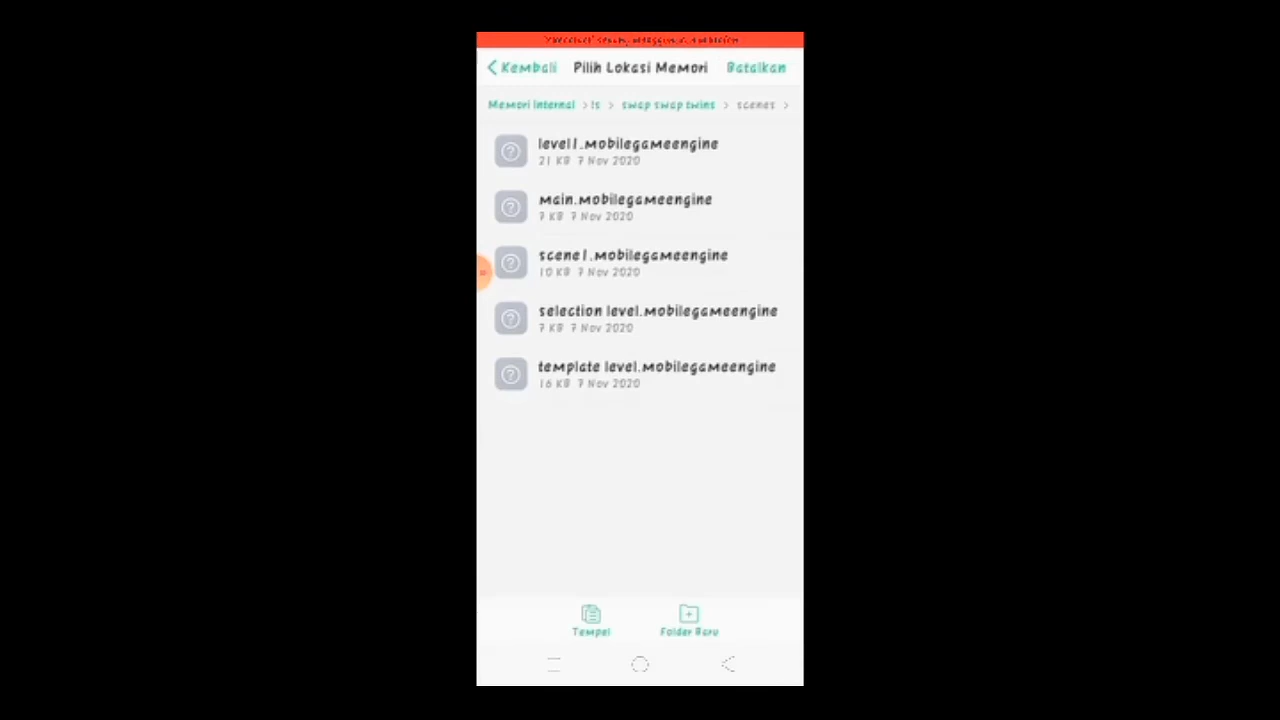 Kembali Pilih Lokasi Memori Batalkan
Memori Internal > ts > swap swap twins > scenes >
level1.mobilegameengine
21 KB 7 Nov 2020
main.mobilegameengine
7 KB 7 Nov 2020
scene1.mobilegameengine
10 KB 7 Nov 2020
selection level.mobilegameengine
7 KB 7 Nov 2020
template level.mobilegameengine
16 KB 7 Nov 2020
Tempel Folder Baru